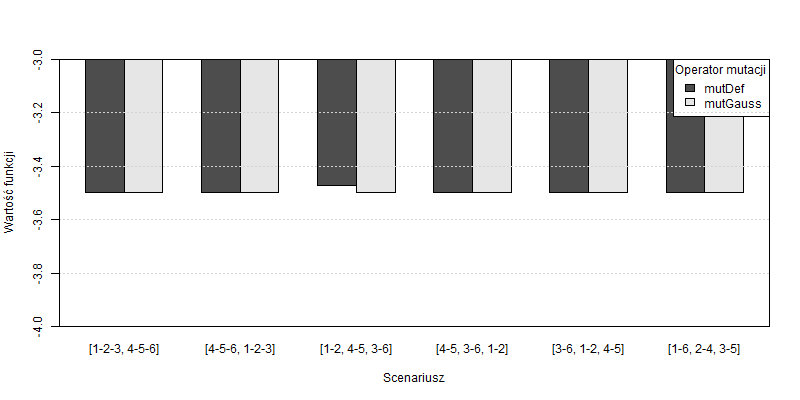 Operator mutacji
mutDef
mutGauss
-3.0
-3.2
-3.4
-3.6
-3.8
-4.0
Wartość funkcji
[1-2-3, 4-5-6] [4-5-6, 1-2-3] [1-2, 4-5, 3-6] [4-5, 3-6, 1-2] [3-6, 1-2, 4-5] [1-6, 2-4, 3-5]
Scenariusz